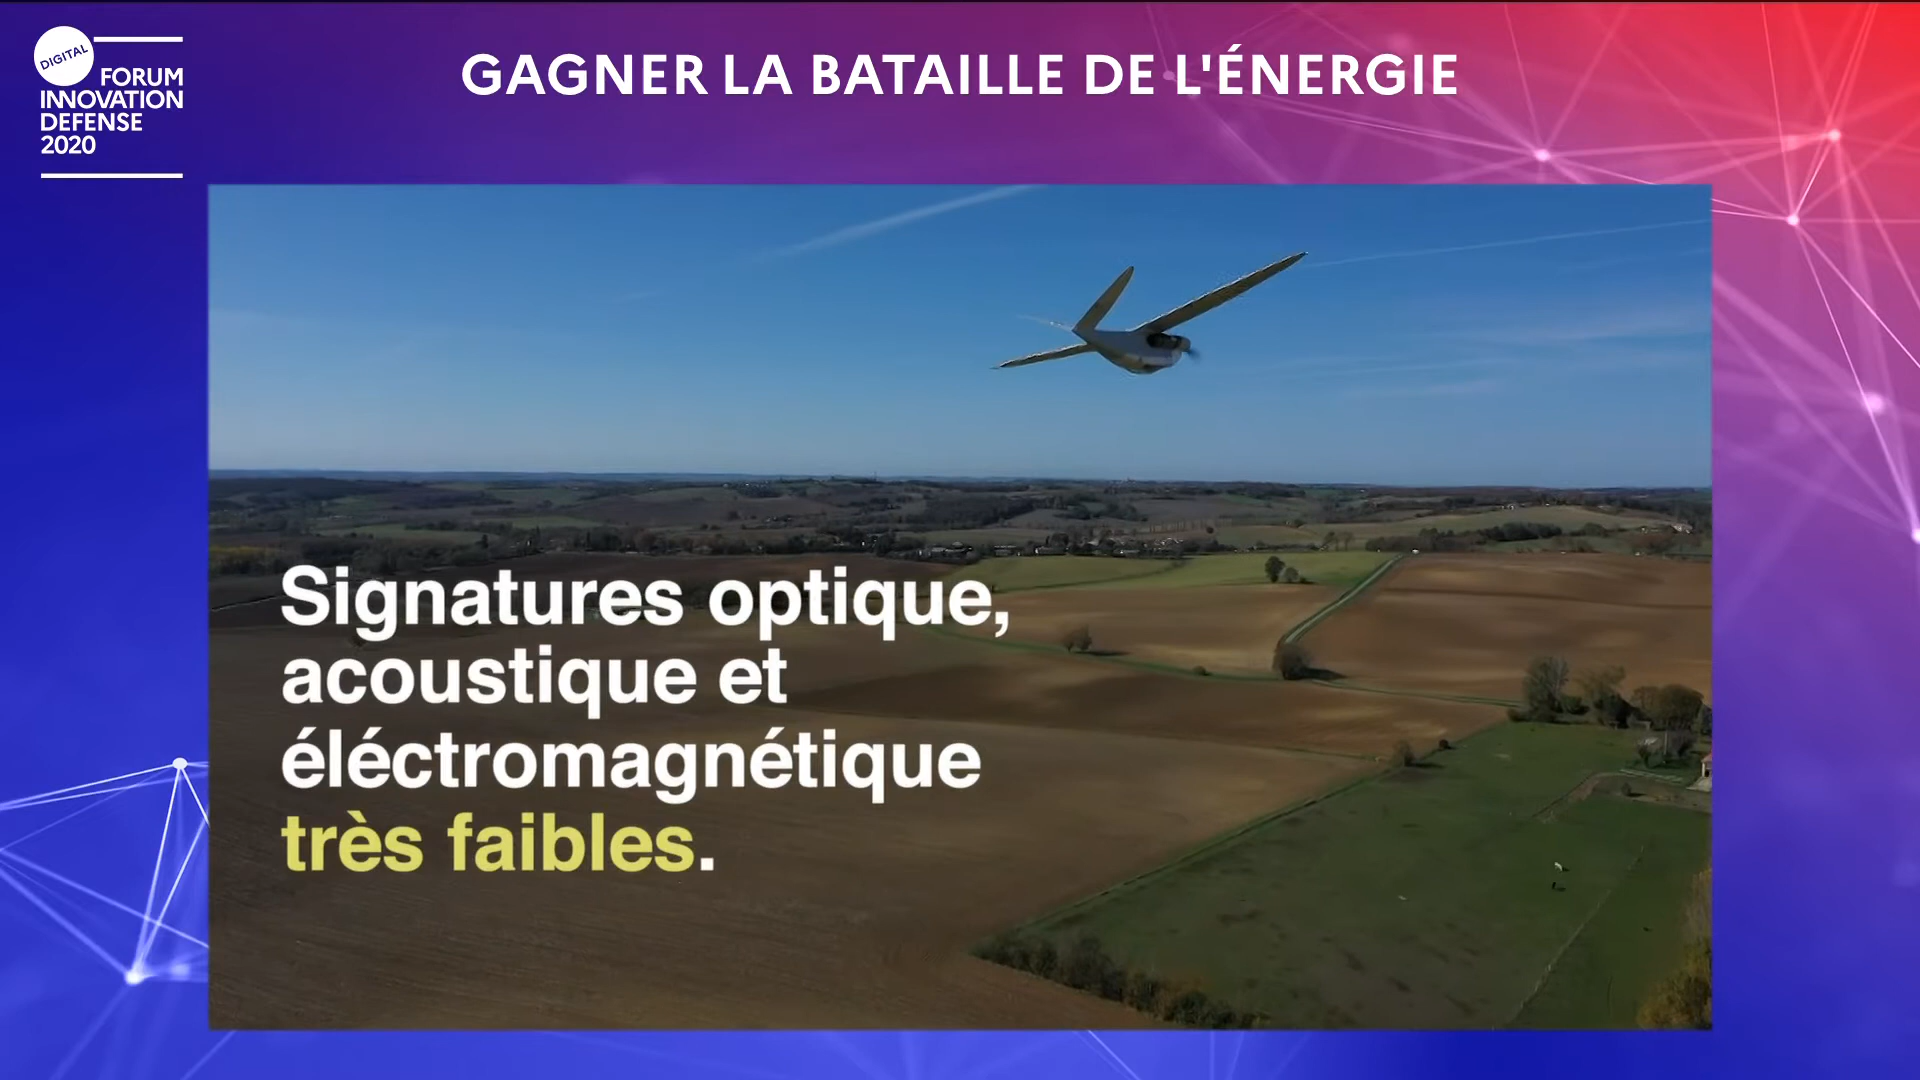 DIGITAL
FORUM
INNOVATION
DEFENSE
2020
GAGNER LA BATAILLE DE L'ÉNERGIE
Signatures optique,
acoustique et
éléctromagnétique
très faibles.